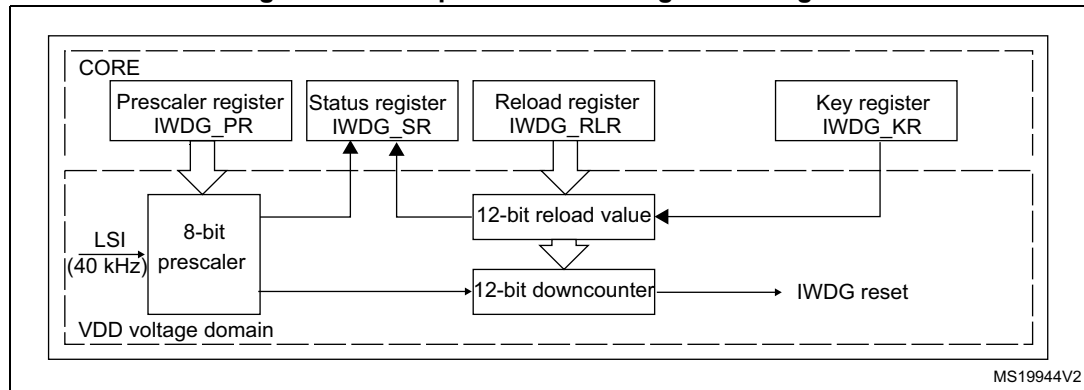 CORE
Prescaler register
IWDG_PR
Status register
IWDG_SR
Reload register
IWDG_RLR
Key register
IWDG_KR
LSI
(40 kHz)
8-bit
prescaler
12-bit reload value
12-bit downcounter
IWDG reset
VDD voltage domain
MS19944V2